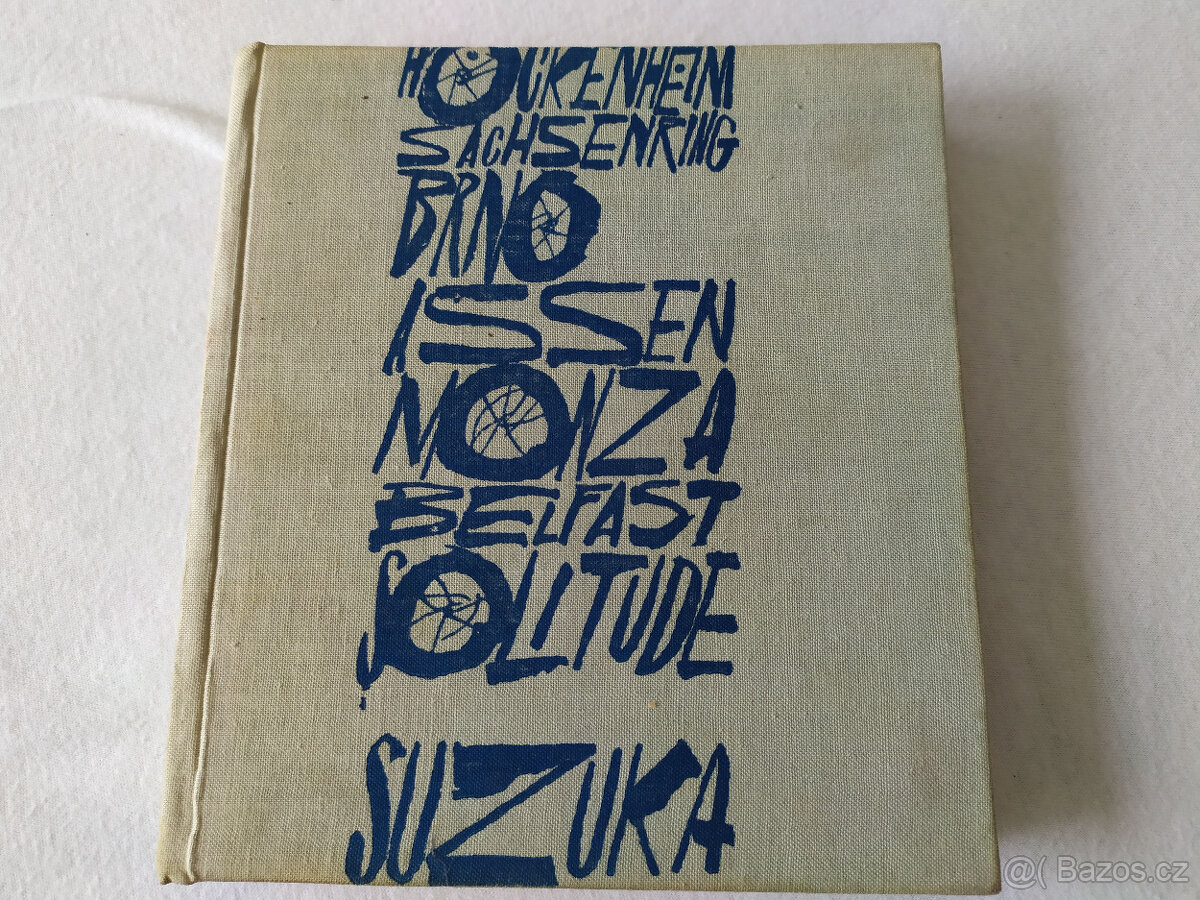 HOCKENHEIM
SACHSENRING
BRNO
ASSEN
MONZA
BELFAST
SOLITUDE
SUZUKA
@( Bazos.cz